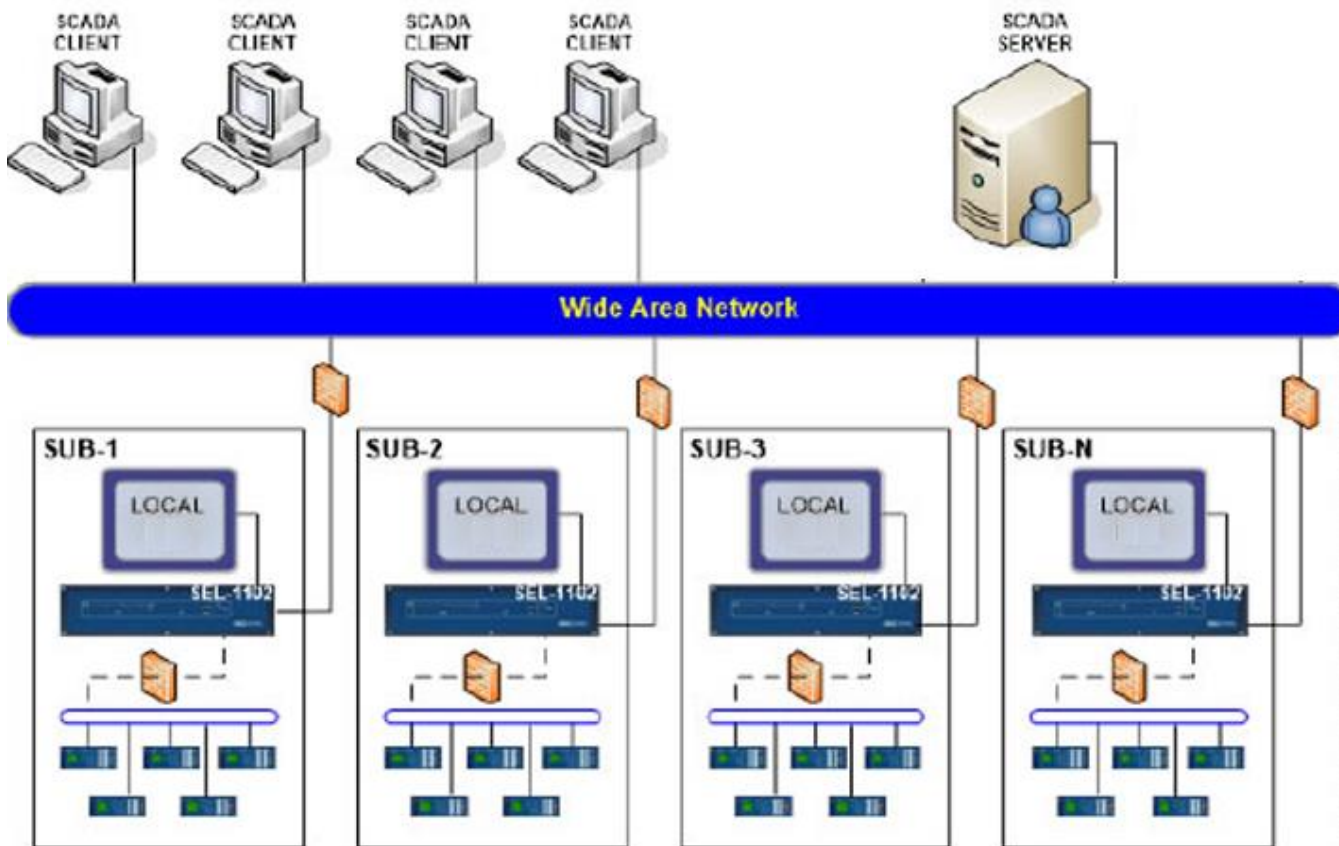 SCADA
CLIENT
SCADA
CLIENT
SCADA
CLIENT
SCADA
CLIENT
SCADA
SERVER
Wide Area Network
SUB-1
LOCAL
SEL-1102
SUB-2
LOCAL
SEL-1102
SUB-3
LOCAL
SEL-1102
SUB-N
LOCAL
SEL-1102